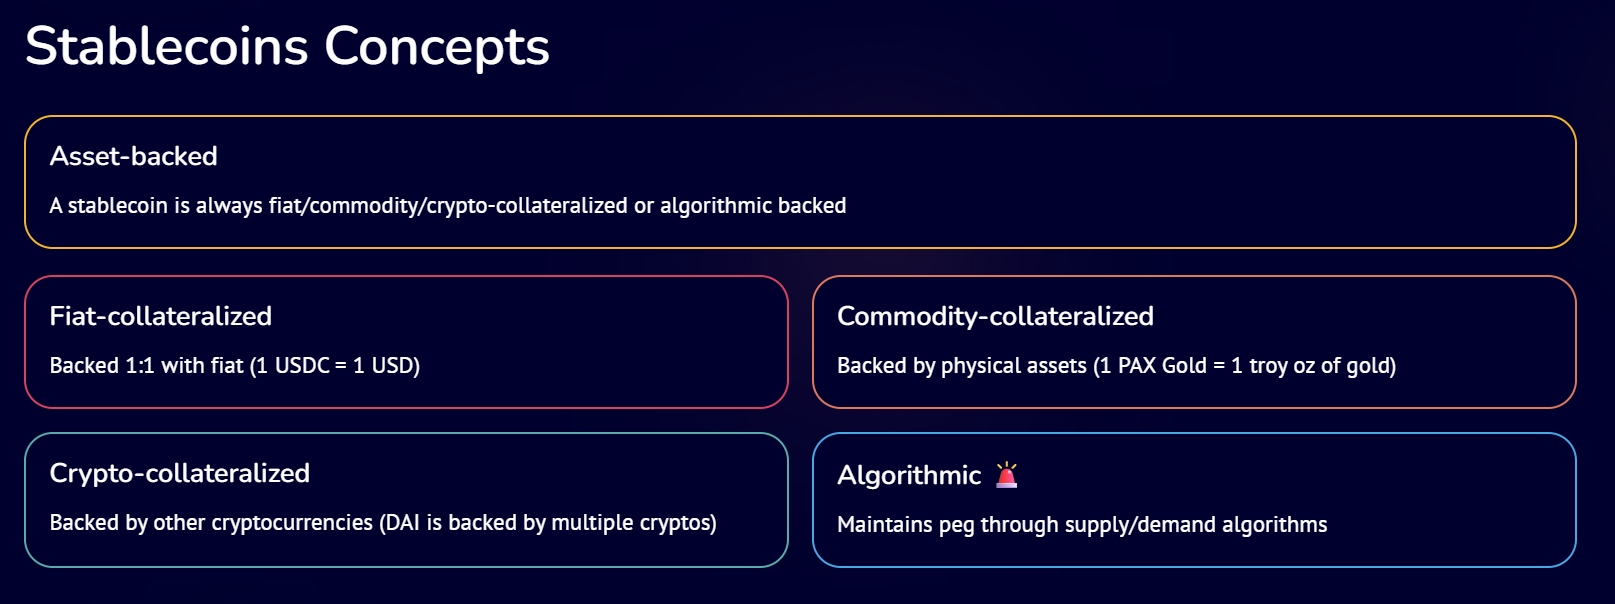 Stablecoins Concepts
Asset-backed
A stablecoin is always fiat/commodity/crypto-collateralized or algorithmic backed
Fiat-collateralized
Backed 1:1 with fiat (1 USDC = 1 USD)
Commodity-collateralized
Backed by physical assets (1 PAX Gold = 1 troy oz of gold)
Crypto-collateralized
Backed by other cryptocurrencies (DAI is backed by multiple cryptos)
Algorithmic 🚨
Maintains peg through supply/demand algorithms